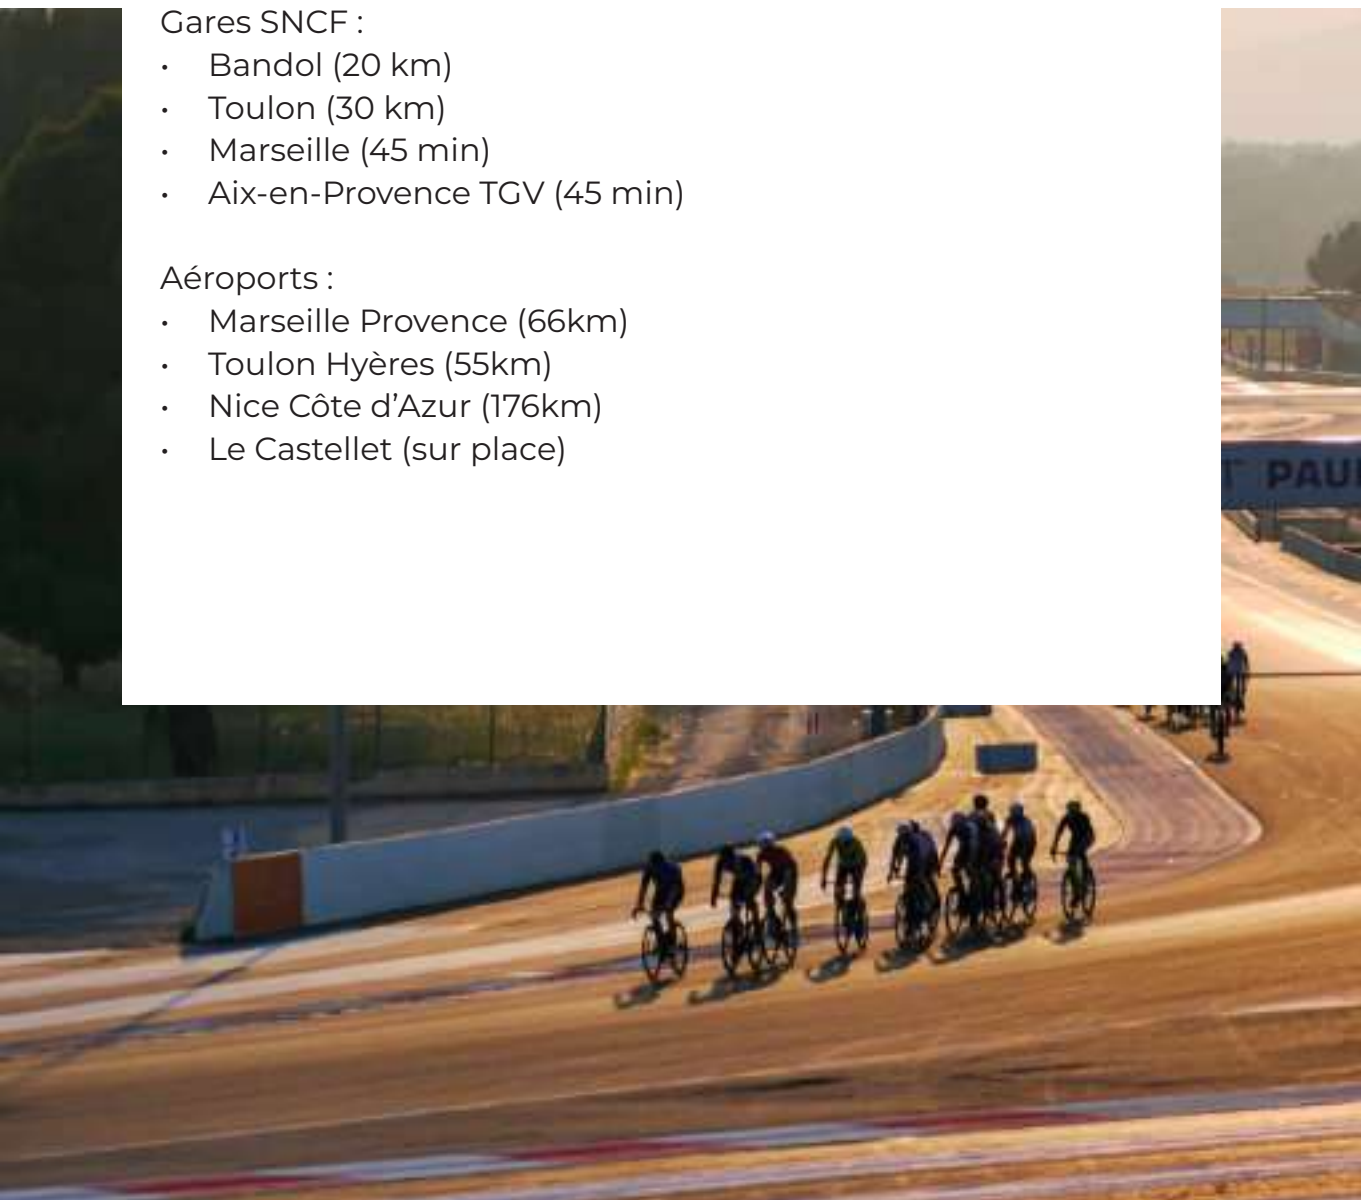 Gares SNCF :
• Bandol (20 km)
• Toulon (30 km)
• Marseille (45 min)
• Aix-en-Provence TGV (45 min)
Aéroports :
• Marseille Provence (66km)
• Toulon Hyères (55km)
• Nice Côte d’Azur (176km)
• Le Castellet (sur place)